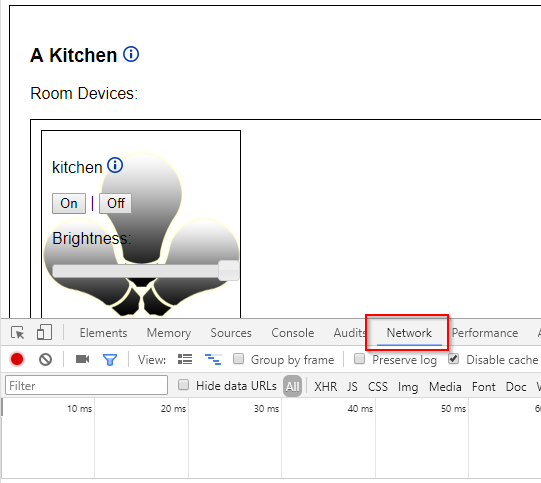 A Kitchen
Room Devices:
kitchen
On | Off
Brightness:
Elements Memory Sources Console Audits Network Performance
View: Group by frame Preserve log Disable cache
Filter Hide data URLs All XHR JS CSS Img Media Font Doc
10 ms 20 ms 30 ms 40 ms 50 ms